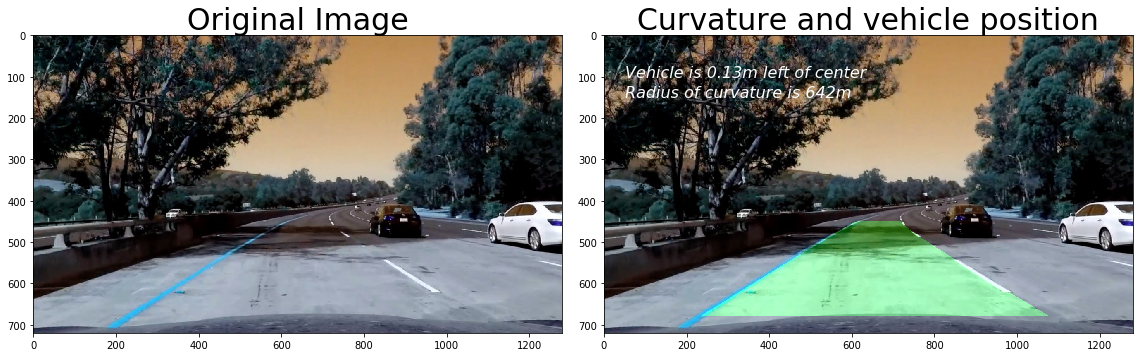 Original Image
Curvature and vehicle position
Vehicle is 0.13m left of center
Radius of curvature is 642m
0
100
200
300
400
500
600
700
0 200 400 600 800 1000 1200
0
100
200
300
400
500
600
700
0 200 400 600 800 1000 1200